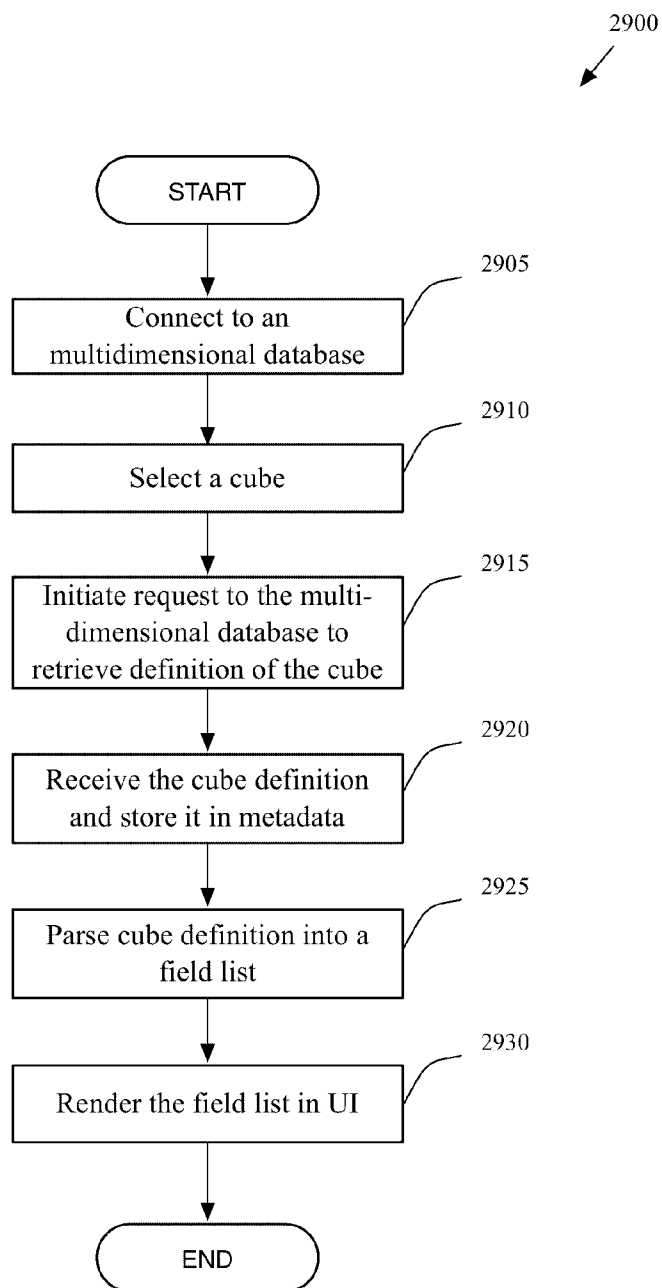 2900
START
2905
Connect to an
multidimensional database
2910
Select a cube
2915
Initiate request to the multi-
dimensional database to
retrieve definition of the cube
2920
Receive the cube definition
and store it in metadata
2925
Parse cube definition into a
field list
2930
Render the field list in UI
END